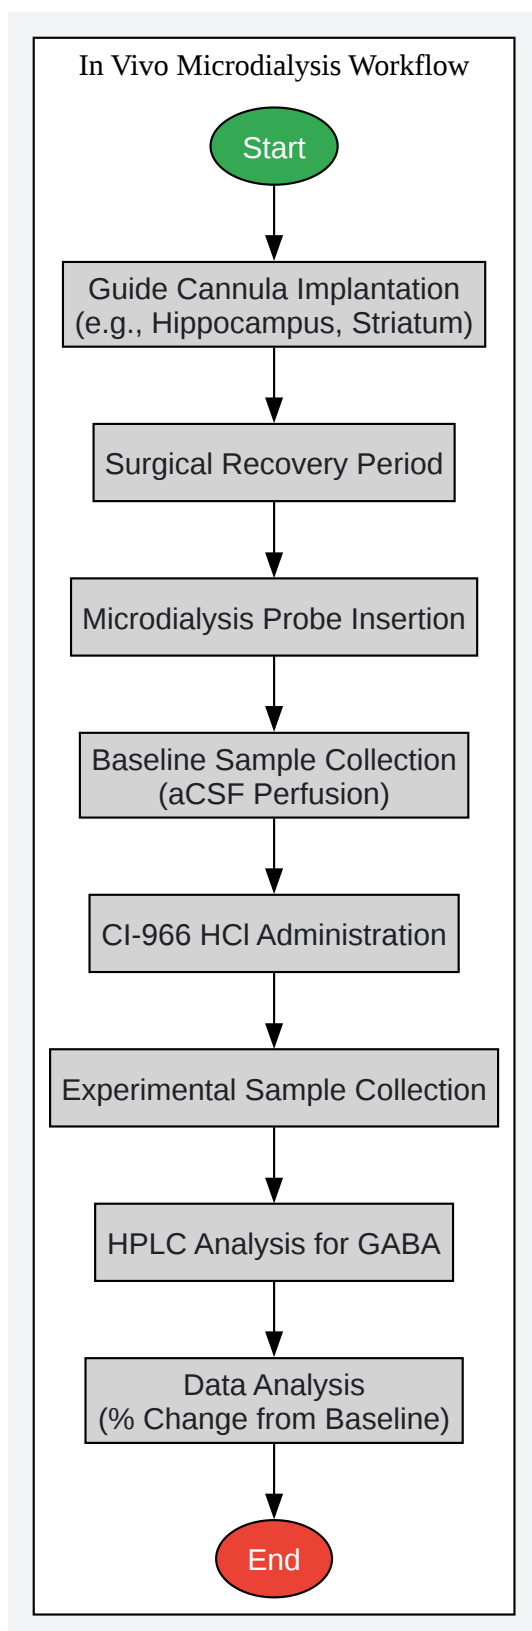 In Vivo Microdialysis Workflow
Start
Guide Cannula Implantation
(e.g., Hippocampus, Striatum)
Surgical Recovery Period
Microdialysis Probe Insertion
Baseline Sample Collection
(aCSF Perfusion)
CI-966 HCl Administration
Experimental Sample Collection
HPLC Analysis for GABA
Data Analysis
(% Change from Baseline)
End